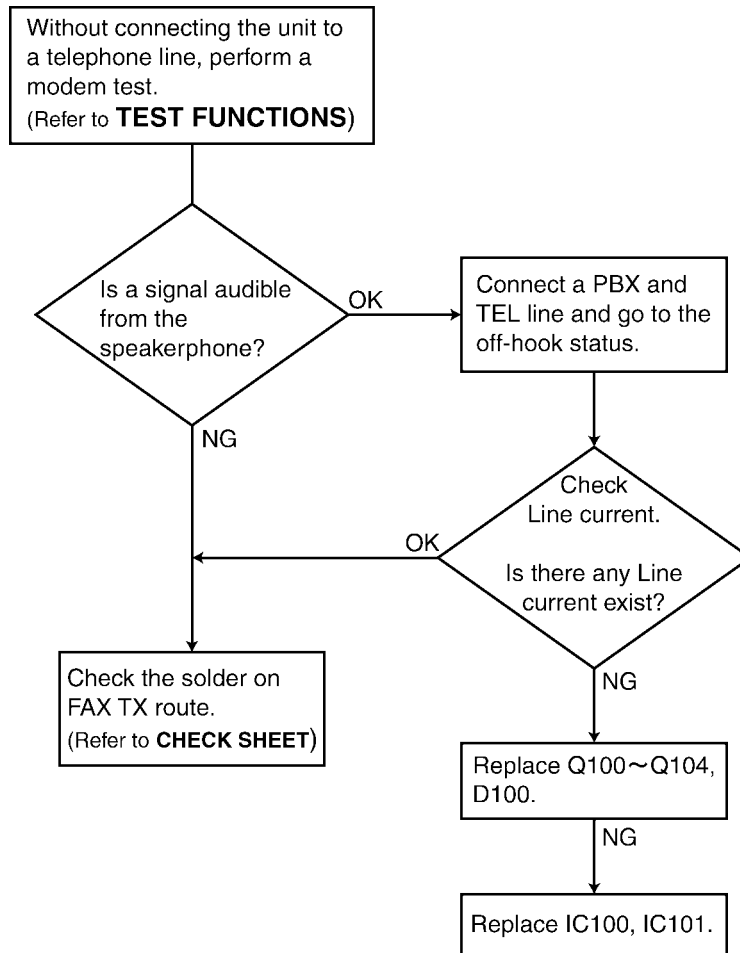 Without connecting the unit to
a telephone line, perform a
modem test.
(Refer to TEST FUNCTIONS)
Is a signal audible
from the
speakerphone?
OK
NG
Connect a PBX and
TEL line and go to the
off-hook status.
Check
Line current.
Is there any Line
current exist?
OK
NG
Check the solder on
FAX TX route.
(Refer to CHECK SHEET)
Replace Q100～Q104,
D100.
NG
Replace IC100, IC101.